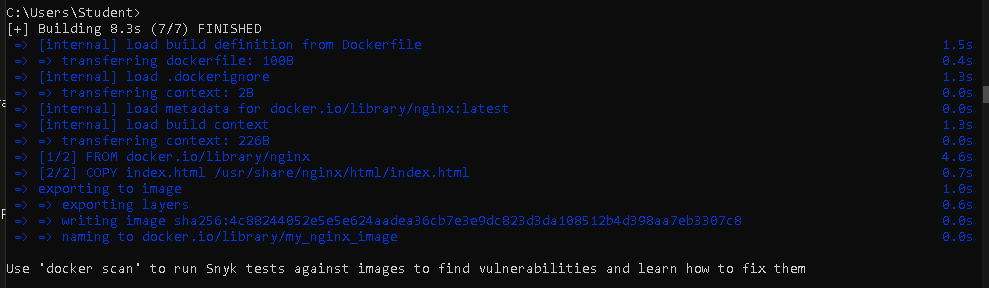 C:\Users\Student>
[+] Building 8.3s (7/7) FINISHED
=> [internal] load build definition from Dockerfile 1.5s
=> => transferring dockerfile: 100B 0.4s
=> [internal] load .dockerignore 1.3s
=> => transferring context: 2B 0.0s
=> [internal] load metadata for docker.io/library/nginx:latest 0.0s
=> [internal] load build context 1.3s
=> => transferring context: 226B 0.0s
=> [1/2] FROM docker.io/library/nginx 4.6s
=> [2/2] COPY index.html /usr/share/nginx/html/index.html 0.7s
=> exporting to image 1.0s
=> => exporting layers 0.6s
=> => writing image sha256:4c88244052e5e5e624aadea36cb7e3e9dc823d3da108512b4d398aa7eb3307c8 0.0s
=> => naming to docker.io/library/my_nginx_image 0.0s
Use 'docker scan' to run Snyk tests against images to find vulnerabilities and learn how to fix them